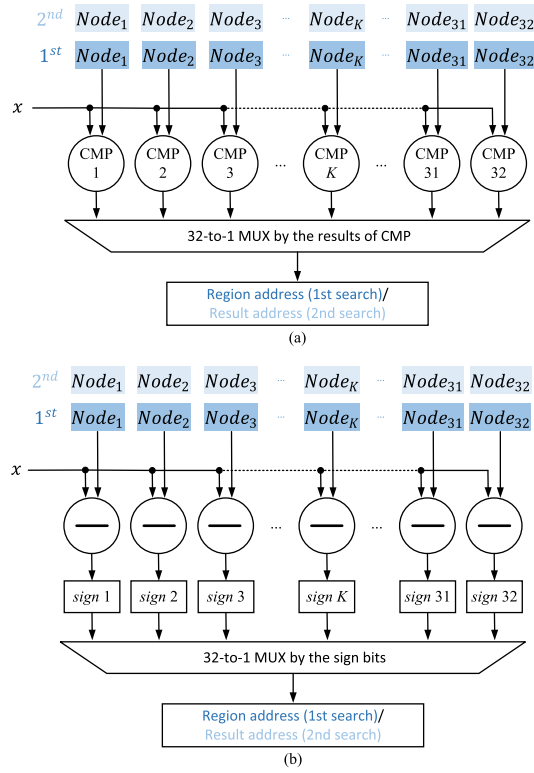 2nd Node1 Node2 Node3 ... NodeK ... Node31 Node32
1st Node1 Node2 Node3 ... NodeK ... Node31 Node32
x
CMP 1 CMP 2 CMP 3 ... CMP K ... CMP 31 CMP 32
32-to-1 MUX by the results of CMP
Region address (1st search)/
Result address (2nd search)
(a)
2nd Node1 Node2 Node3 ... NodeK ... Node31 Node32
1st Node1 Node2 Node3 ... NodeK ... Node31 Node32
x
— — — ... — ... — —
sign 1 sign 2 sign 3 sign K sign 31 sign 32
32-to-1 MUX by the sign bits
Region address (1st search)/
Result address (2nd search)
(b)